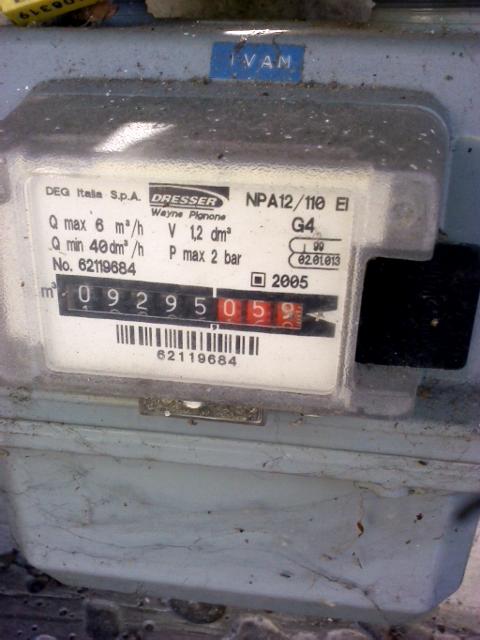 IVAM
DEG Italia S.p.A. DRESSER NPA12/110 EI
Wayne Pignone
Q max 6 m³/h V 1,2 dm³ G4
Q min 40dm³/h P max 2 bar I 99
No. 62119684 02.01.013
2005
m³ 09295059
62119684